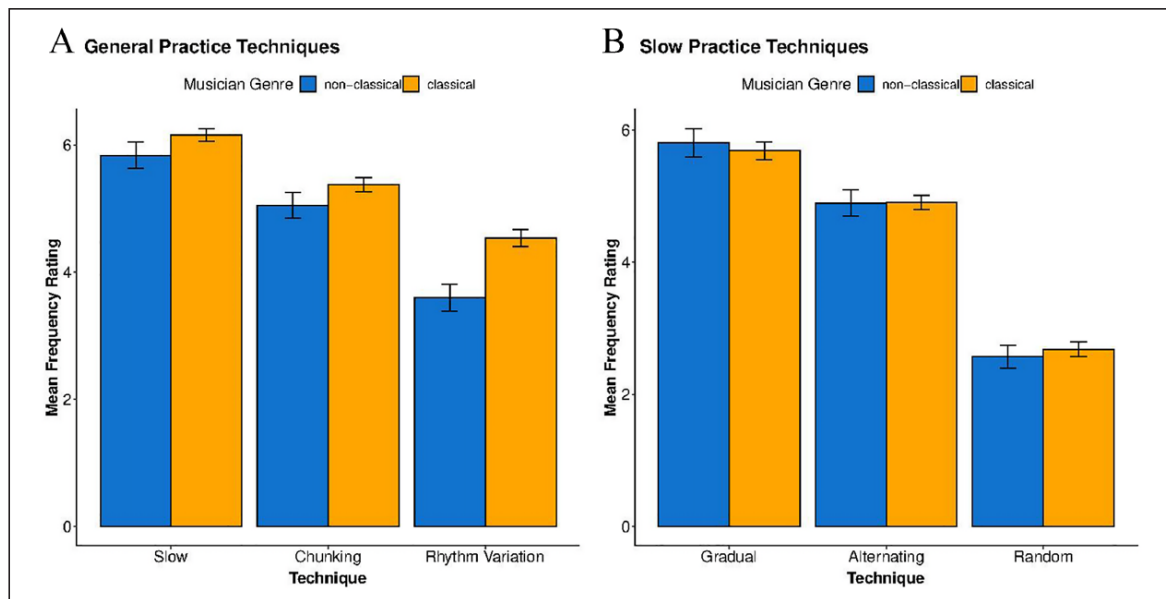 A General Practice Techniques
Musician Genre non-classical classical
Mean Frequency Rating
6
4
2
0
Slow Chunking Rhythm Variation
Technique
B Slow Practice Techniques
Musician Genre non-classical classical
Mean Frequency Rating
6
4
2
0
Gradual Alternating Random
Technique